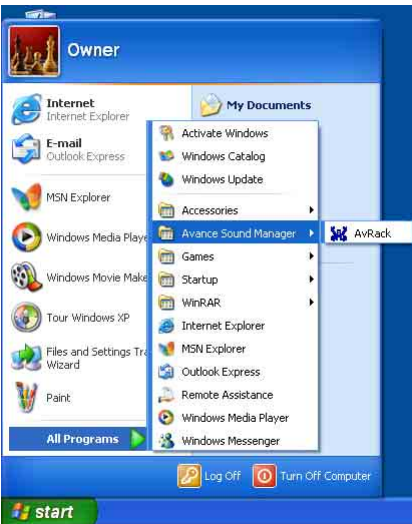 Owner
Internet
Internet Explorer
E-mail
Outlook Express
MSN Explorer
Windows Media Playe
Windows Movie Make
Tour Windows XP
Files and Settings Tra
Wizard
Paint
All Programs
My Documents
Activate Windows
Windows Catalog
Windows Update
Accessories
Avance Sound Manager
Games
Startup
WinRAR
Internet Explorer
MSN Explorer
Outlook Express
Remote Assistance
Windows Media Player
Windows Messenger
AvRack
Log Off
Turn Off Computer
start